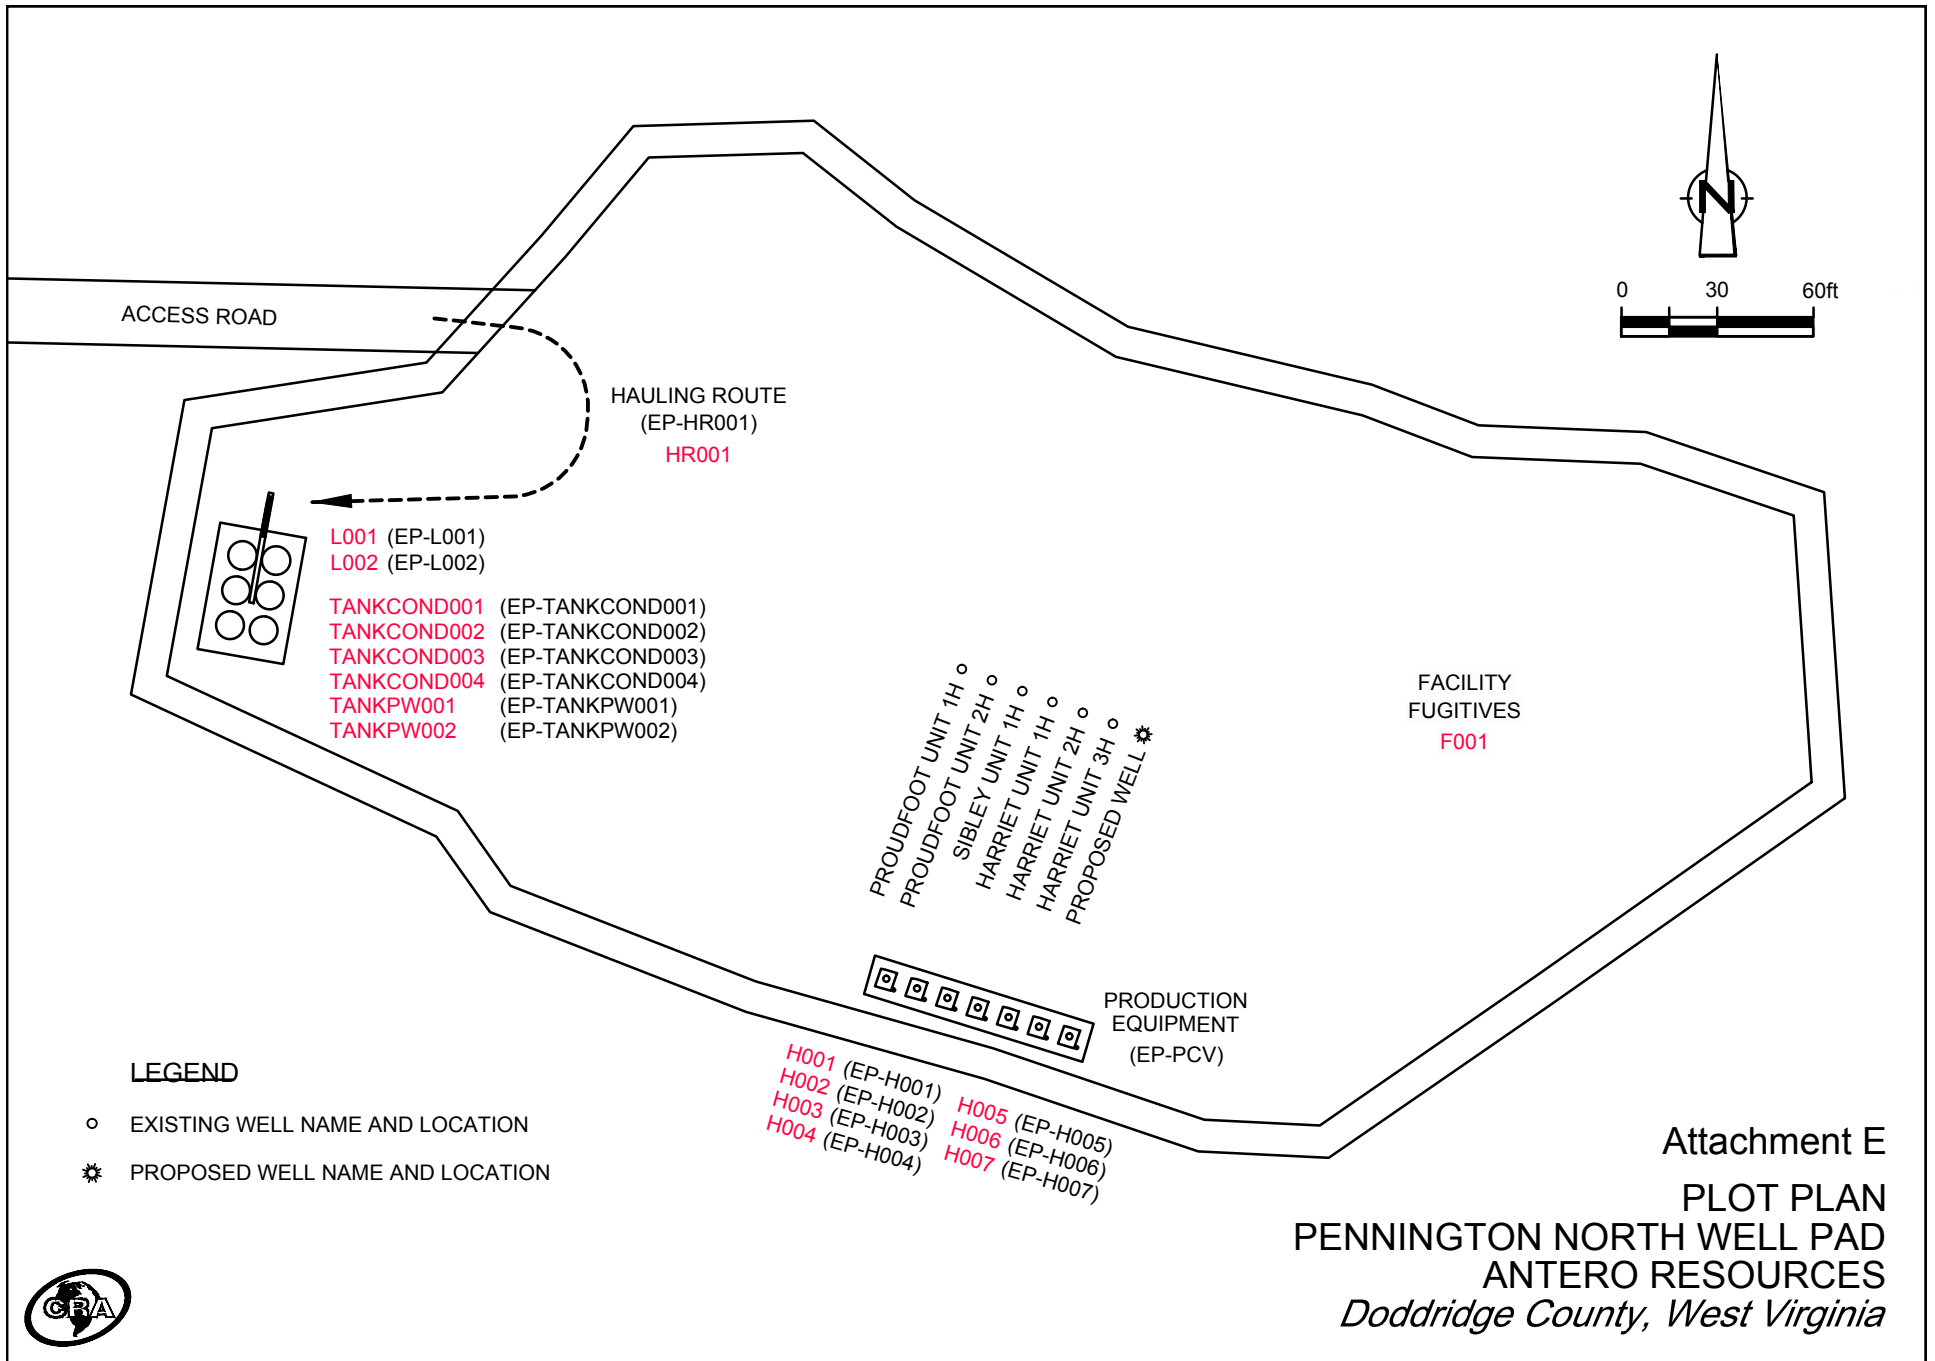 N
0 30 60ft
ACCESS ROAD
HAULING ROUTE
(EP-HR001)
HR001
L001 (EP-L001)
L002 (EP-L002)
TANKCOND001 (EP-TANKCOND001)
TANKCOND002 (EP-TANKCOND002)
TANKCOND003 (EP-TANKCOND003)
TANKCOND004 (EP-TANKCOND004)
TANKPW001 (EP-TANKPW001)
TANKPW002 (EP-TANKPW002)
PROUDFOOT UNIT 1H
PROUDFOOT UNIT 2H
SIBLEY UNIT 1H
HARRIET UNIT 1H
HARRIET UNIT 2H
HARRIET UNIT 3H
PROPOSED WELL
FACILITY
FUGITIVES
F001
PRODUCTION
EQUIPMENT
(EP-PCV)
H001 (EP-H001)
H002 (EP-H002)
H003 (EP-H003)
H004 (EP-H004)
H005 (EP-H005)
H006 (EP-H006)
H007 (EP-H007)
LEGEND
EXISTING WELL NAME AND LOCATION
PROPOSED WELL NAME AND LOCATION
CRA
Attachment E
PLOT PLAN
PENNINGTON NORTH WELL PAD
ANTERO RESOURCES
Doddridge County, West Virginia